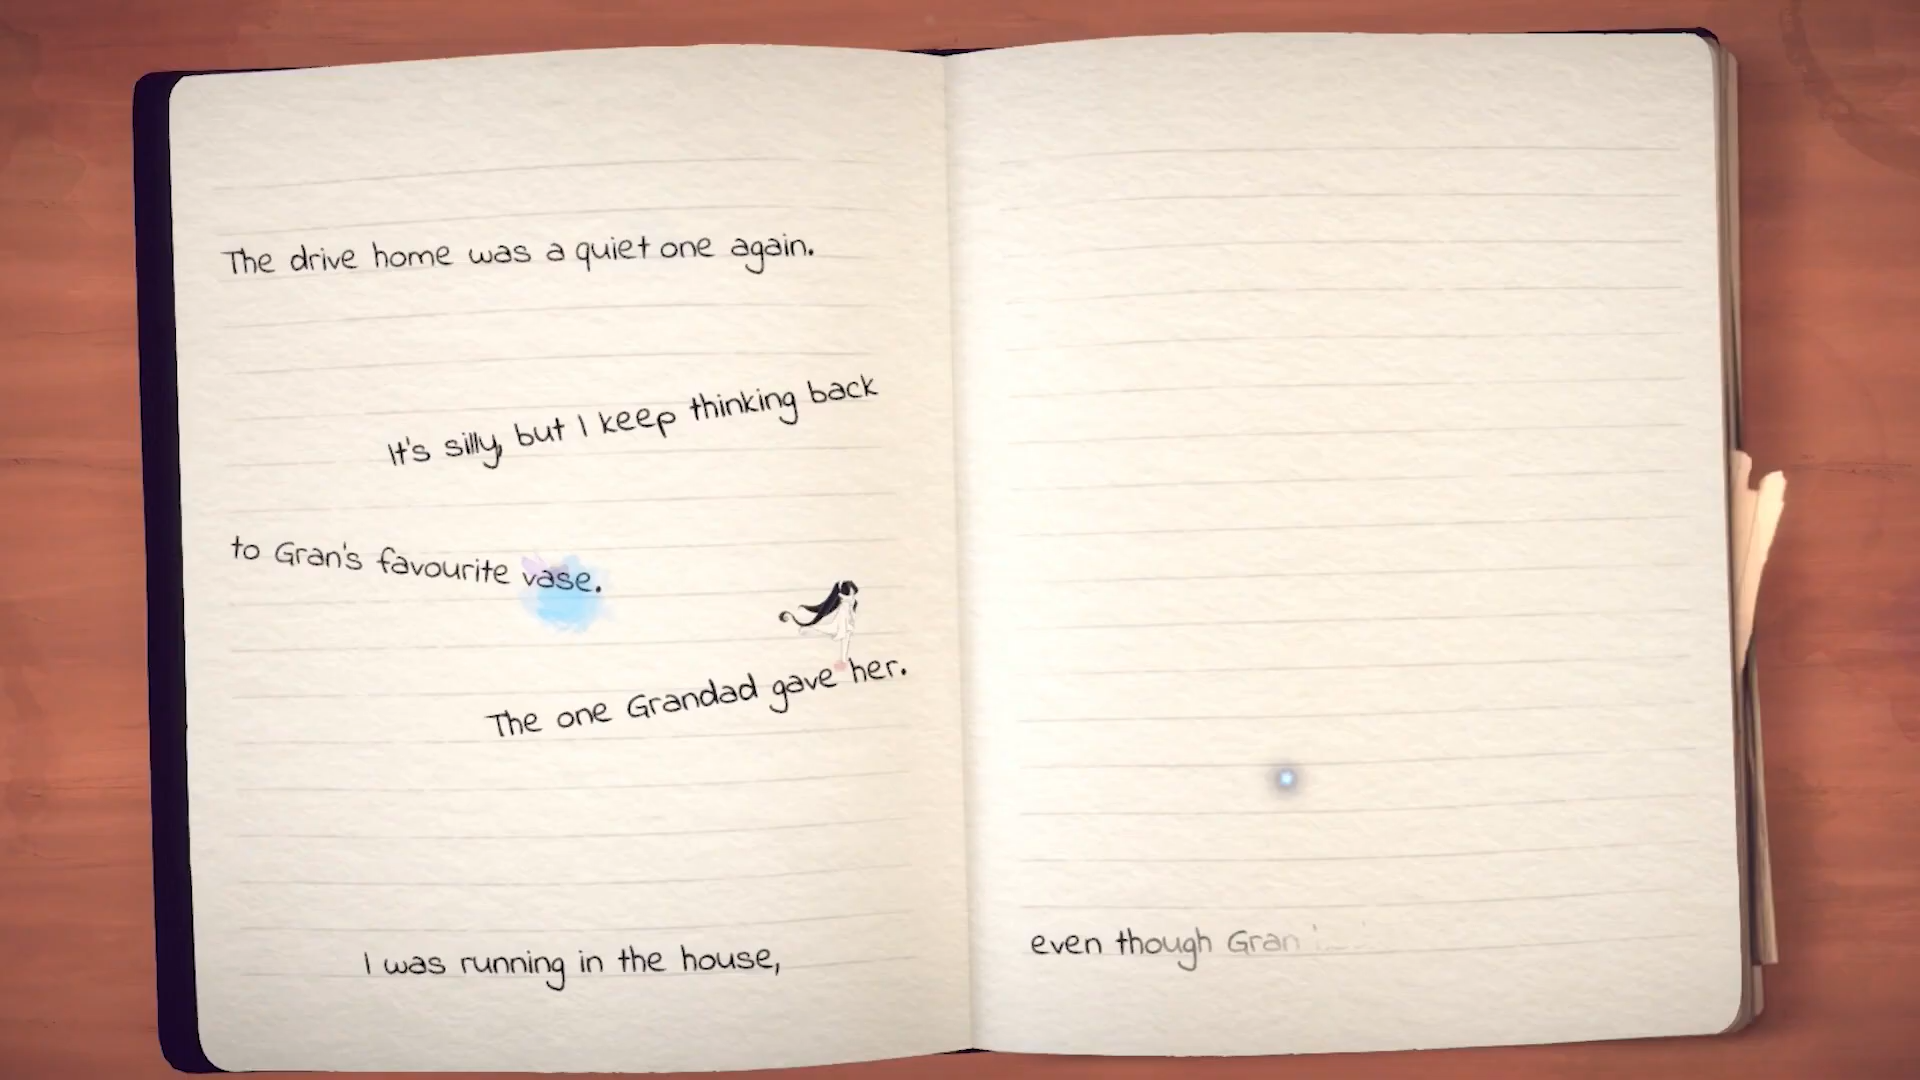 The drive home was a quiet one again.
It's silly, but I keep thinking back
to Gran's favourite vase.
The one Grandad gave her.
I was running in the house,
even though Gran